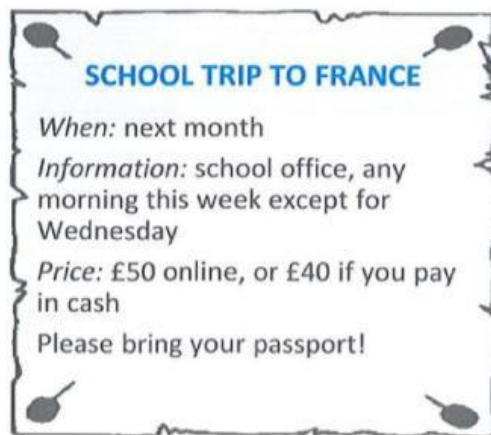 SCHOOL TRIP TO FRANCE
When: next month
Information: school office, any
morning this week except for
Wednesday
Price: £50 online, or £40 if you pay
in cash
Please bring your passport!